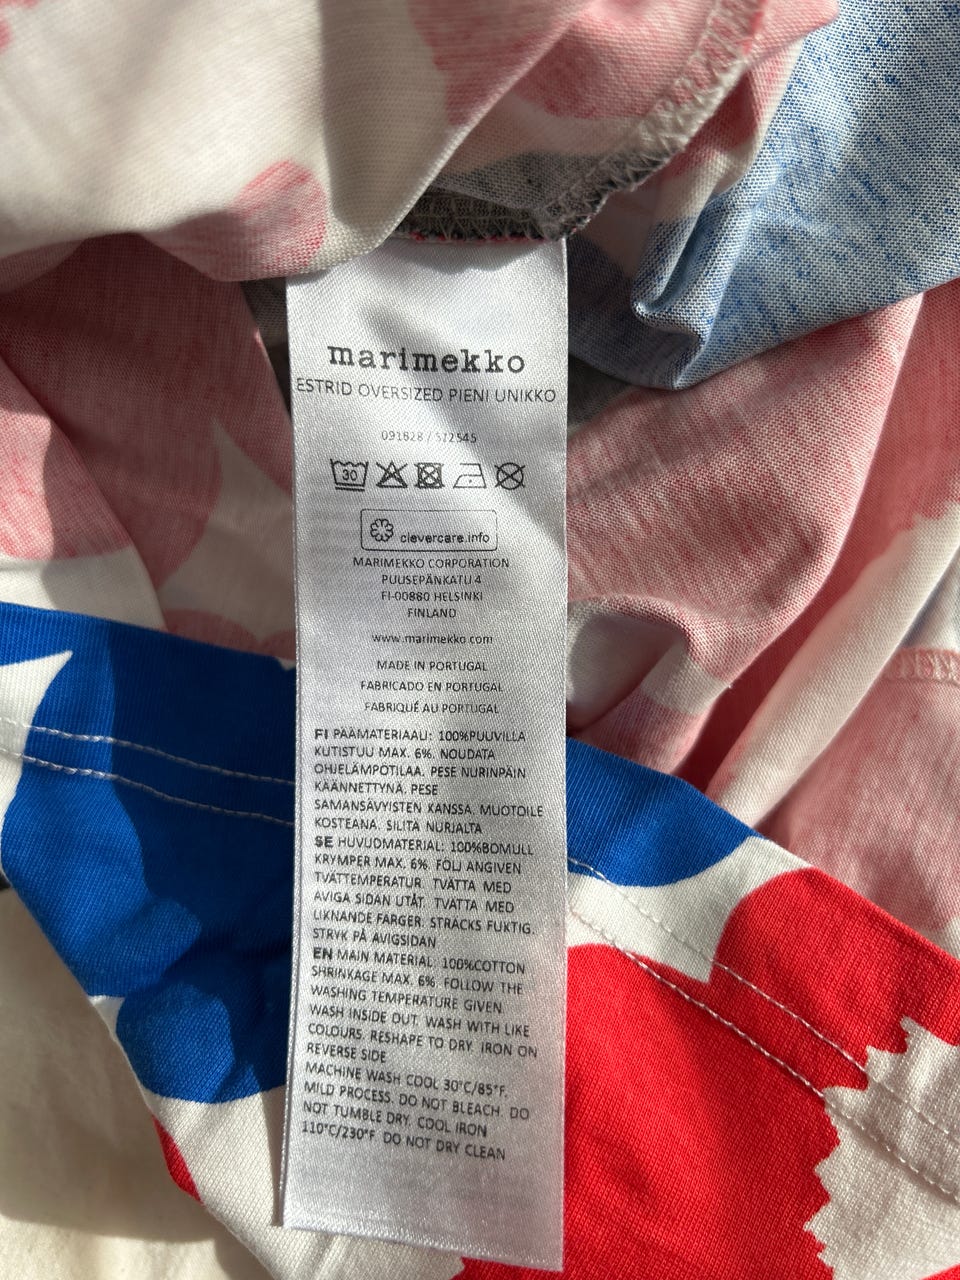 marimekko
ESTRID OVERSIZED PIENI UNIKKO
091828 / 512545
30
clevercare.info
MARIMEKKO CORPORATION
PUUSEPÄNKATU 4
FI-00880 HELSINKI
FINLAND
www.marimekko.com
MADE IN PORTUGAL
FABRICADO EN PORTUGAL
FABRIQUÉ AU PORTUGAL
FI PÄÄMATERIAALI: 100%PUUVILLA
KUTISTUU MAX. 6%. NOUDATA
OHJELÄMPÖTILAA. PESE NURINPÄIN
KÄÄNNETTYNÄ. PESE
SAMANSÄVYISTEN KANSSA. MUOTOILE
KOSTEANA. SILITÄ NURJALTA
SE HUVUDMATERIAL: 100%BOMULL
KRYMPER MAX. 6%. FÖLJ ANGIVEN
TVÄTTEMPERATUR. TVÄTTA MED
AVIGA SIDAN UTÅT. TVÄTTA MED
LIKNANDE FÄRGER. STRÄCKS FUKTIG.
STRYK PÅ AVIGSIDAN
EN MAIN MATERIAL: 100%COTTON
SHRINKAGE MAX. 6%. FOLLOW THE
WASHING TEMPERATURE GIVEN.
WASH INSIDE OUT. WASH WITH LIKE
COLOURS. RESHAPE TO DRY. IRON ON
REVERSE SIDE
MACHINE WASH COOL 30°C/85°F.
MILD PROCESS. DO NOT BLEACH. DO
NOT TUMBLE DRY. COOL IRON
110°C/230°F. DO NOT DRY CLEAN